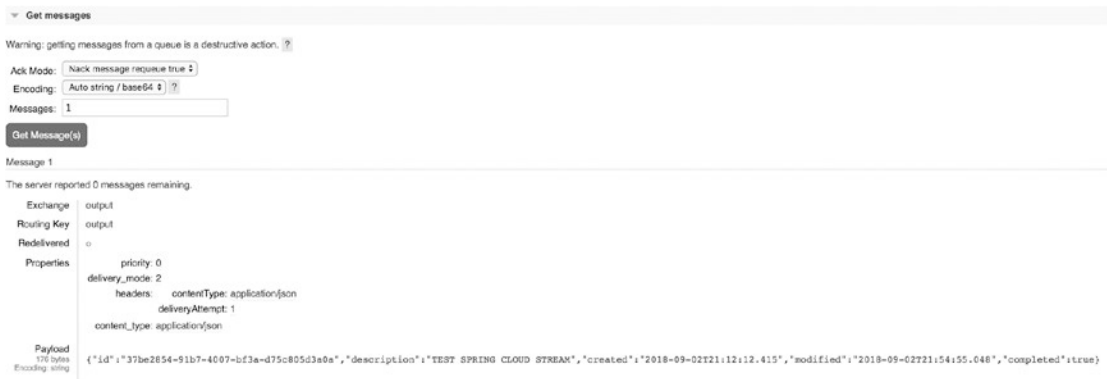 Get messages
Warning: getting messages from a queue is a destructive action. ?
Ack Mode: Nack message requeue true
Encoding: Auto string / base64 ?
Messages: 1
Get Message(s)
Message 1
The server reported 0 messages remaining.
Exchange output
Routing Key output
Redelivered ○
Properties priority: 0
delivery_mode: 2
headers: contentType: application/json
deliveryAttempt: 1
content_type: application/json
Payload
176 bytes
Encoding: string
{"id":"37be2854-91b7-4007-bf3a-d75c805d3a0a","description":"TEST SPRING CLOUD STREAM","created":"2018-09-02T21:12:12.415","modified":"2018-09-02T21:54:55.048","completed":true}